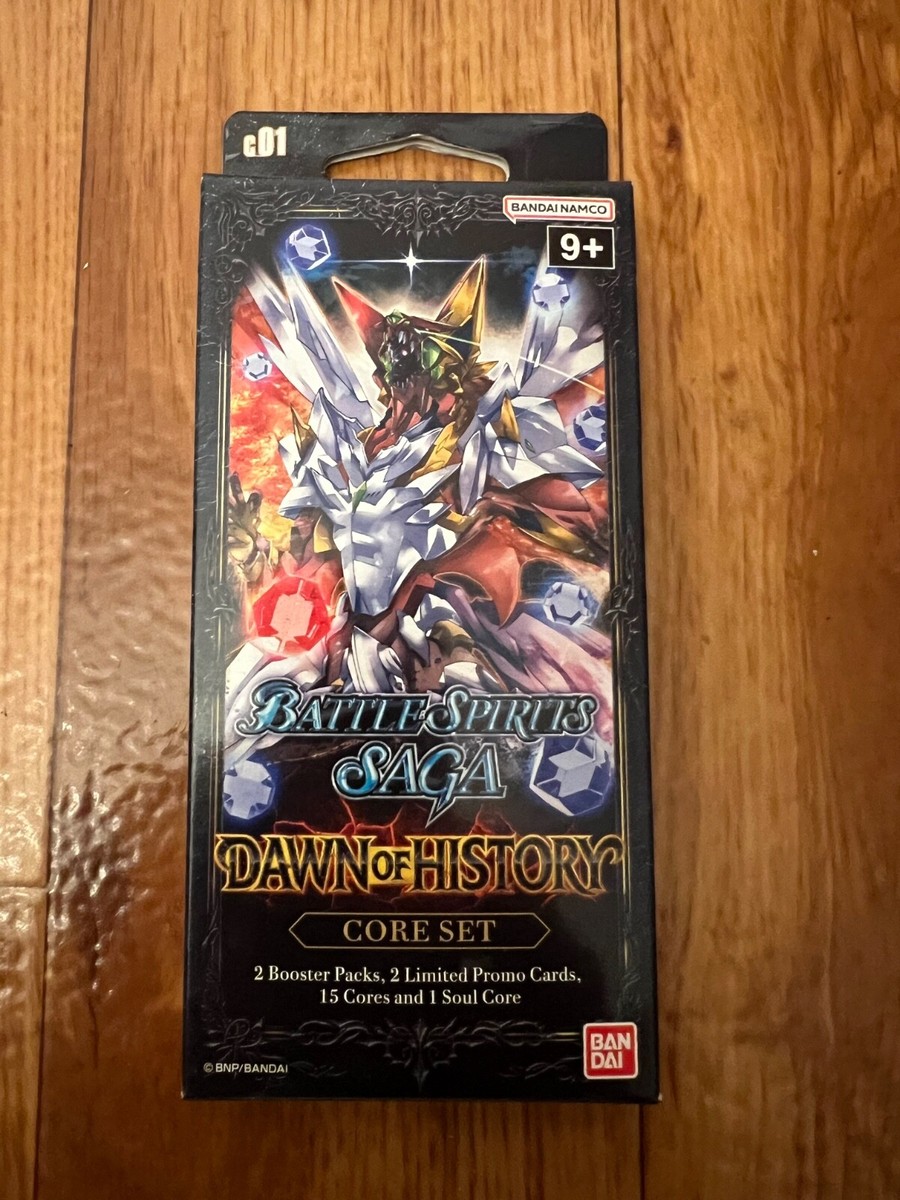 c01
BANDAI NAMCO
9+
BATTLE SPIRITS
SAGA
DAWN OF HISTORY
CORE SET
2 Booster Packs, 2 Limited Promo Cards,
15 Cores and 1 Soul Core
BAN
DAI
©BNP/BANDAI